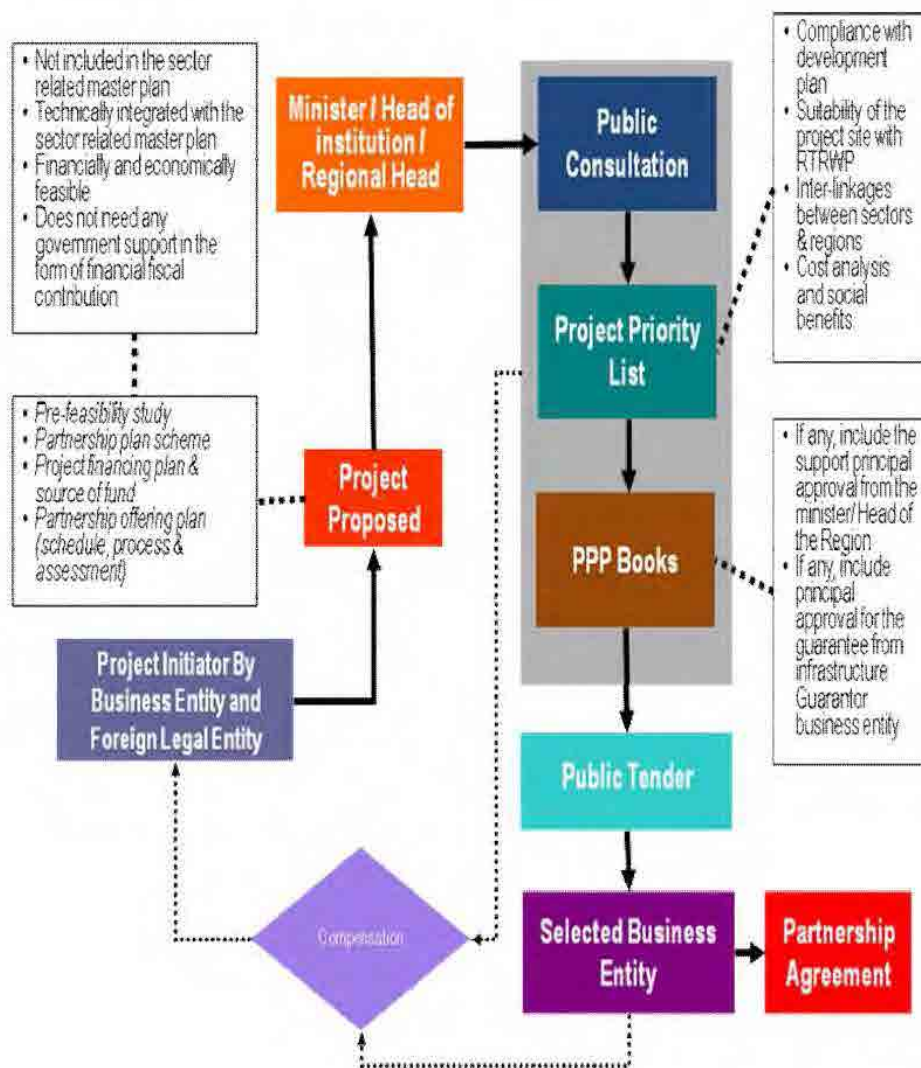 • Not included in the sector
related master plan
• Technically integrated with the
sector related master plan
• Financially and economically
feasible
• Does not need any
government support in the
form of financial fiscal
contribution
• Pre-feasibility study
• Partnership plan scheme
• Project financing plan &
source of fund
• Partnership offering plan
(schedule, process &
assessment)
Project Initiator By
Business Entity and
Foreign Legal Entity
Project
Proposed
Minister / Head of
institution /
Regional Head
Public
Consultation
Project Priority
List
PPP Books
Public Tender
Selected Business
Entity
Partnership
Agreement
Compensation
• Compliance with
development
plan
• Suitability of the
project site with
RTRWP
• Inter-linkages
between sectors
& regions
• Cost analysis
and social
benefits
• If any, include the
support principal
approval from the
minister/ Head of
the Region
• If any, include
principal
approval for the
guarantee from
infrastructure
Guarantor
business entity